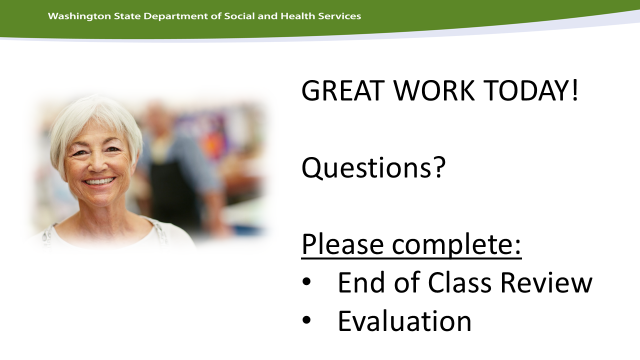 Washington State Department of Social and Health Services
GREAT WORK TODAY!
Questions?
Please complete:
• End of Class Review
• Evaluation